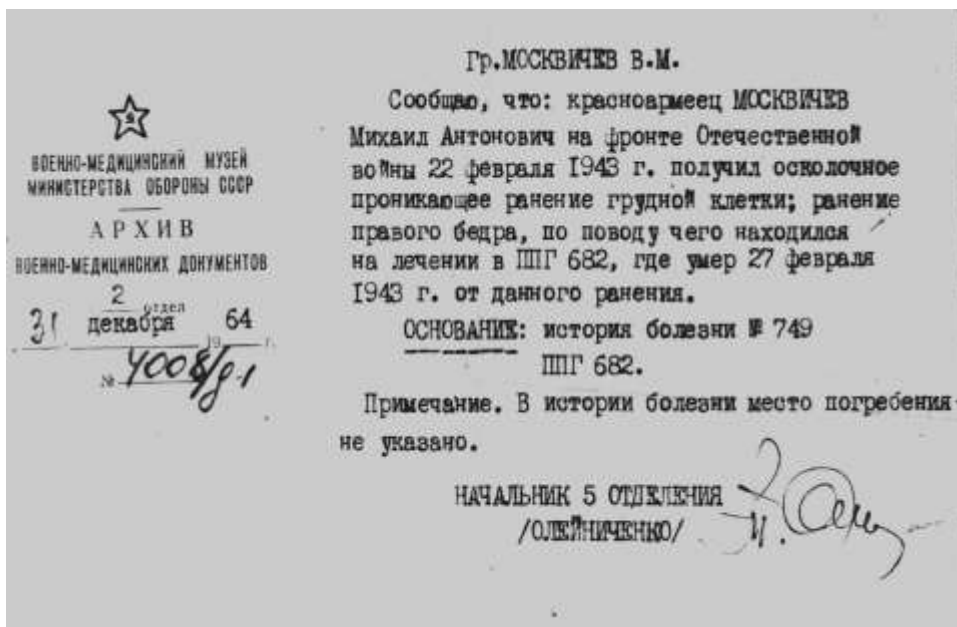 ВОЕННО-МЕДИЦИНСКИЙ МУЗЕЙ
МИНИСТЕРСТВА ОБОРОНЫ СССР
АРХИВ
ВОЕННО-МЕДИЦИНСКИХ ДОКУМЕНТОВ
2 отдел
31 декабря 1964 г.
№ 4008/д-1
Гр.МОСКВИЧЕВ В.М.
Сообщаю, что: красноармеец МОСКВИЧЕВ
Михаил Антонович на фронте Отечественной
войны 22 февраля 1943 г. получил осколочное
проникающее ранение грудной клетки; ранение
правого бедра, по поводу чего находился
на лечении в ППГ 682, где умер 27 февраля
1943 г. от данного ранения.
ОСНОВАНИЕ: история болезни № 749
ППГ 682.
Примечание. В истории болезни место погребения
не указано.
НАЧАЛЬНИК 5 ОТДЕЛЕНИЯ
/ОЛЕЙНИЧЕНКО/